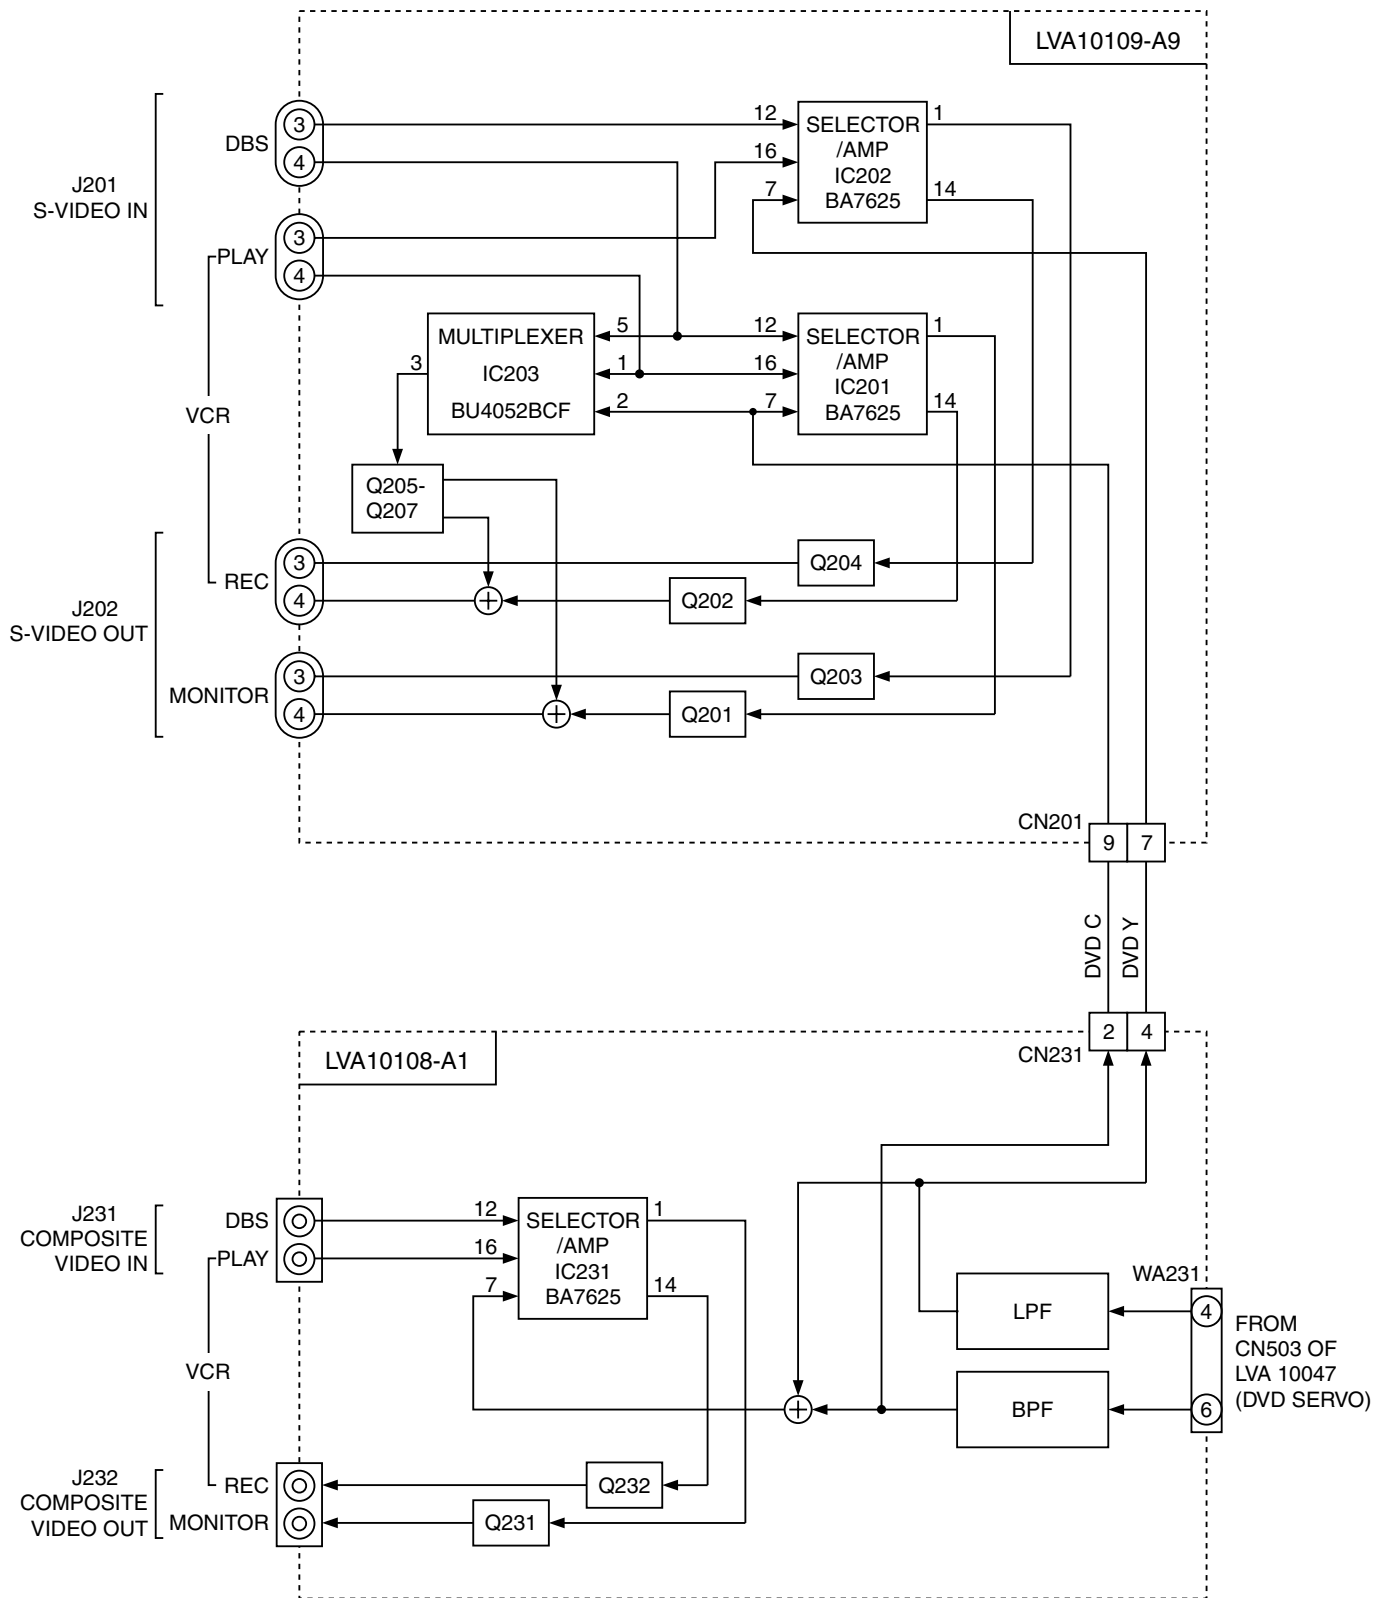 LVA10109-A9
J201
S-VIDEO IN
DBS
3
4
PLAY
3
4
12
16
7
SELECTOR
/AMP
IC202
BA7625
1
14
MULTIPLEXER
IC203
BU4052BCF
3
5
1
2
12
16
7
SELECTOR
/AMP
IC201
BA7625
1
14
VCR
Q205-
Q207
J202
S-VIDEO OUT
REC
3
4
Q204
Q202
MONITOR
3
4
Q203
Q201
CN201
9
7
DVD C
DVD Y
2
4
CN231
LVA10108-A1
J231
COMPOSITE
VIDEO IN
DBS
PLAY
12
16
7
SELECTOR
/AMP
IC231
BA7625
1
14
WA231
LPF
4
BPF
6
FROM
CN503 OF
LVA 10047
(DVD SERVO)
VCR
J232
COMPOSITE
VIDEO OUT
REC
MONITOR
Q232
Q231